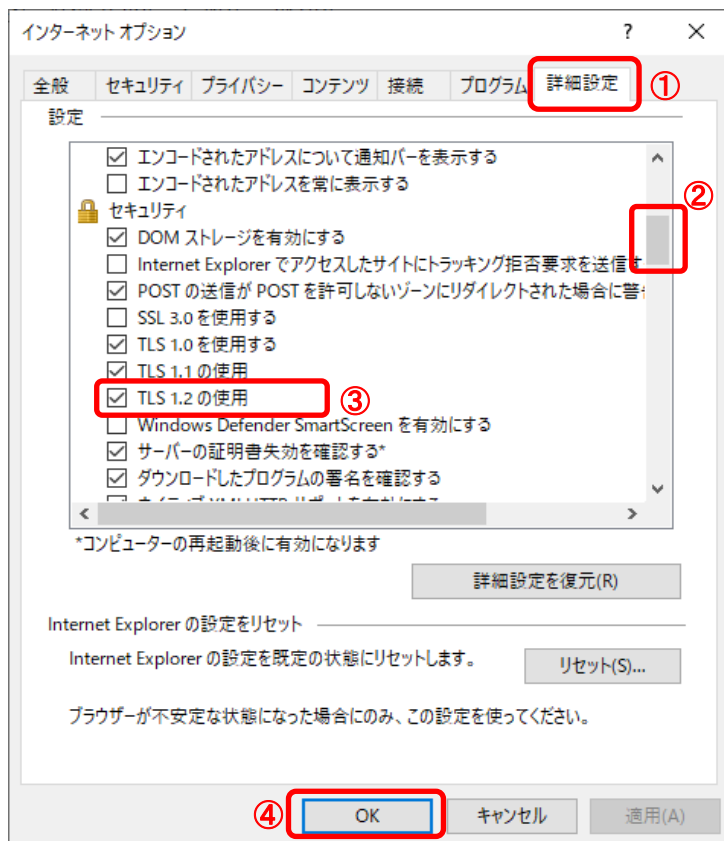 インターネット オプション ? ×
全般 セキュリティ プライバシー コンテンツ 接続 プログラム 詳細設定 ①
設定
エンコードされたアドレスについて通知バーを表示する
エンコードされたアドレスを常に表示する
②
セキュリティ
DOM ストレージを有効にする
Internet Explorer でアクセスしたサイトにトラッキング拒否要求を送信す
POST の送信が POST を許可しないゾーンにリダイレクトされた場合に警
SSL 3.0 を使用する
TLS 1.0 を使用する
TLS 1.1 の使用
TLS 1.2 の使用 ③
Windows Defender SmartScreen を有効にする
サーバーの証明書失効を確認する*
ダウンロードしたプログラムの署名を確認する
*コンピューターの再起動後に有効になります
詳細設定を復元(R)
Internet Explorer の設定をリセット
Internet Explorer の設定を既定の状態にリセットします。
リセット(S)...
ブラウザーが不安定な状態になった場合にのみ、この設定を使ってください。
④ OK キャンセル 適用(A)